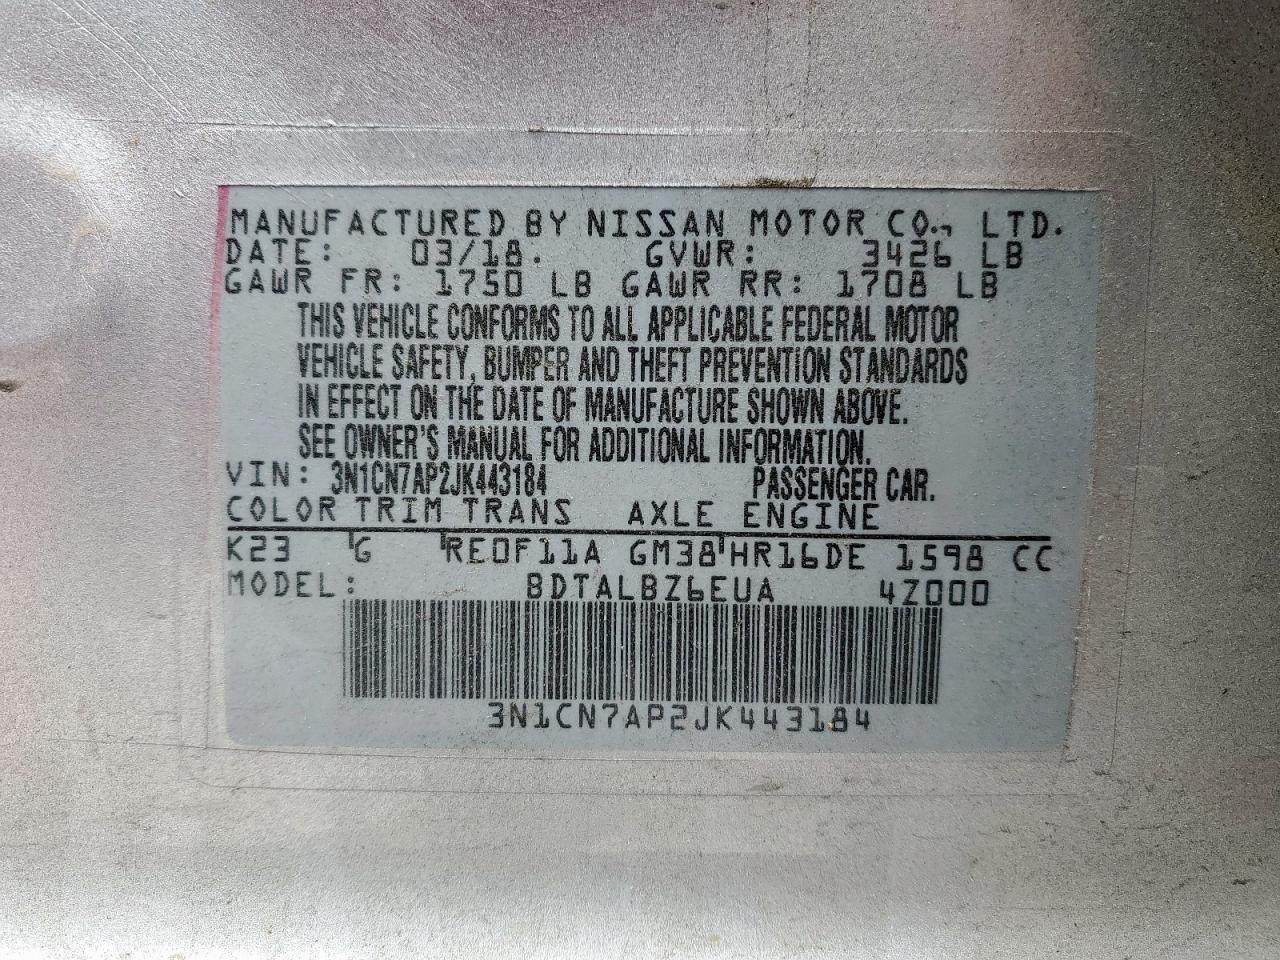 MANUFACTURED BY NISSAN MOTOR CO., LTD.
DATE: 03/18. GVWR: 3426 LB
GAWR FR: 1750 LB GAWR RR: 1708 LB
THIS VEHICLE CONFORMS TO ALL APPLICABLE FEDERAL MOTOR
VEHICLE SAFETY, BUMPER AND THEFT PREVENTION STANDARDS
IN EFFECT ON THE DATE OF MANUFACTURE SHOWN ABOVE.
SEE OWNER'S MANUAL FOR ADDITIONAL INFORMATION.
VIN: 3N1CN7AP2JK443184 PASSENGER CAR.
COLOR TRIM TRANS AXLE ENGINE
K23 G RE0F11A GM38 HR16DE 1598 CC
MODEL: BDTALBZ6EUA 4Z000
3N1CN7AP2JK443184